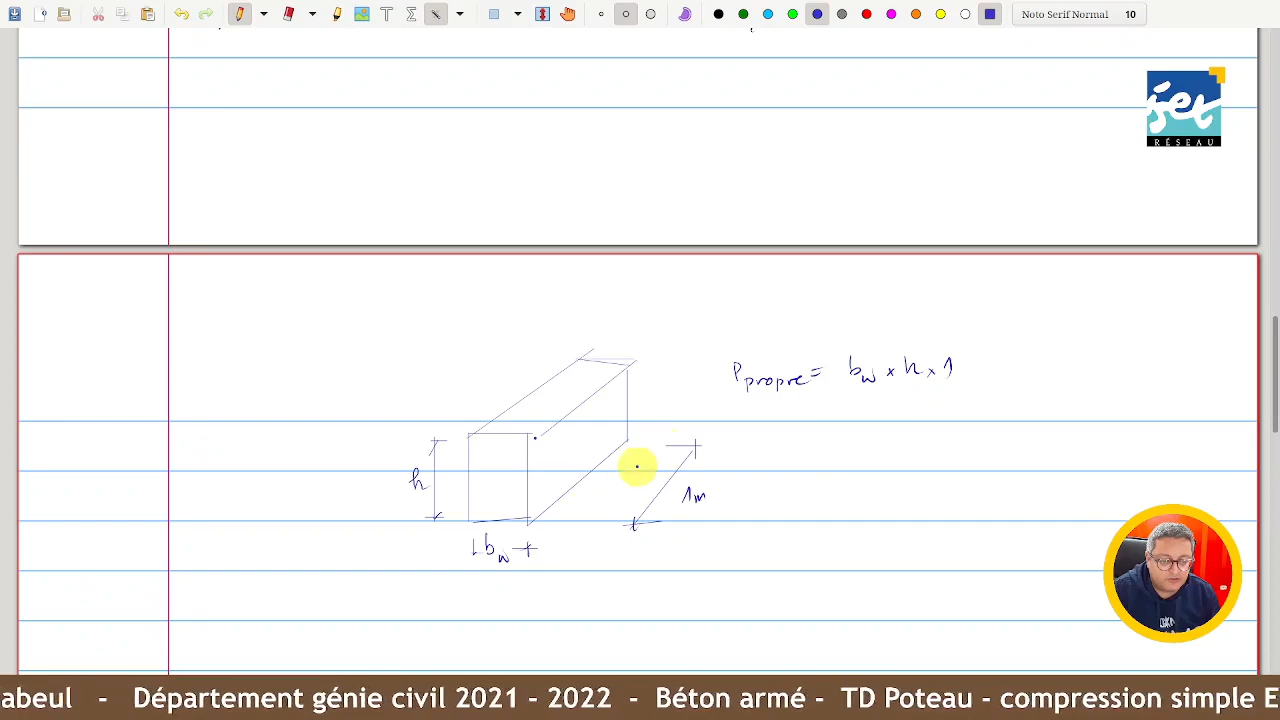 Noto Serif Normal 10
iset
RÉSEAU
Ppropre = bw × h × 1
h
1m
bw
abeul - Département génie civil 2021 - 2022 - Béton armé - TD Poteau - compression simple E